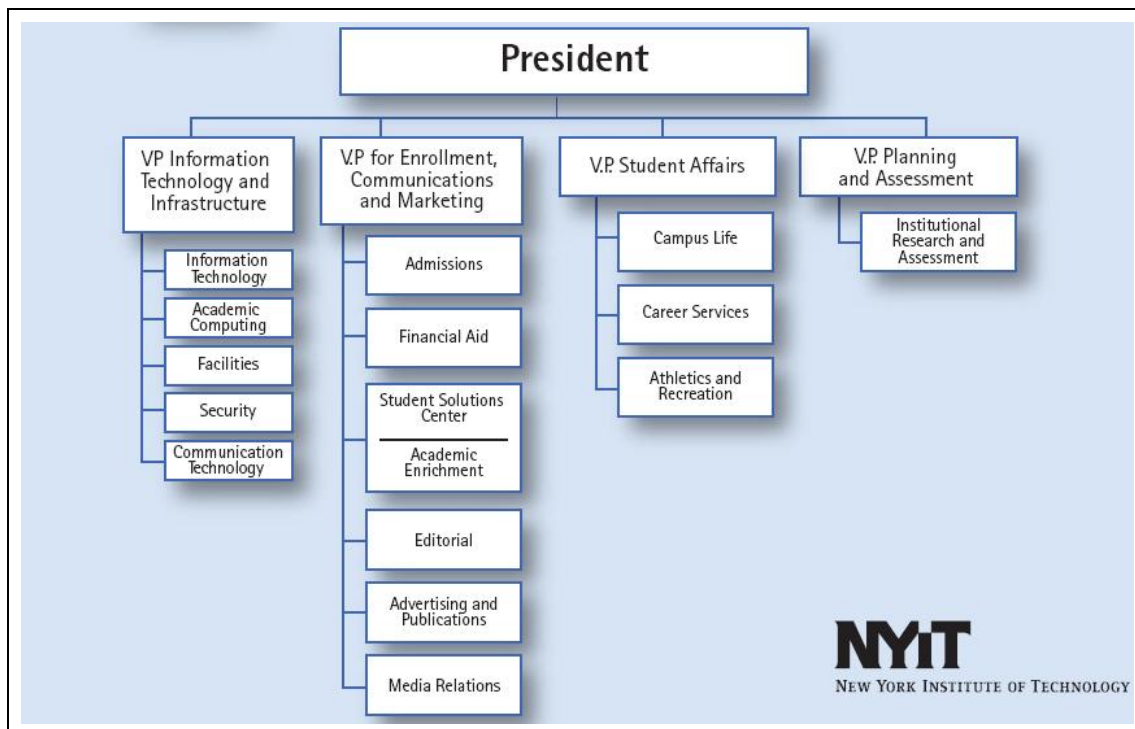 President
VP Information
Technology and
Infrastructure
V.P for Enrollment,
Communications
and Marketing
V.P. Student Affairs
V.P. Planning
and Assessment
Information
Technology
Academic
Computing
Facilities
Security
Communication
Technology
Admissions
Financial Aid
Student Solutions
Center
Academic
Enrichment
Editorial
Advertising and
Publications
Media Relations
Campus Life
Career Services
Athletics and
Recreation
Institutional
Research and
Assessment
NYiT
NEW YORK INSTITUTE OF TECHNOLOGY